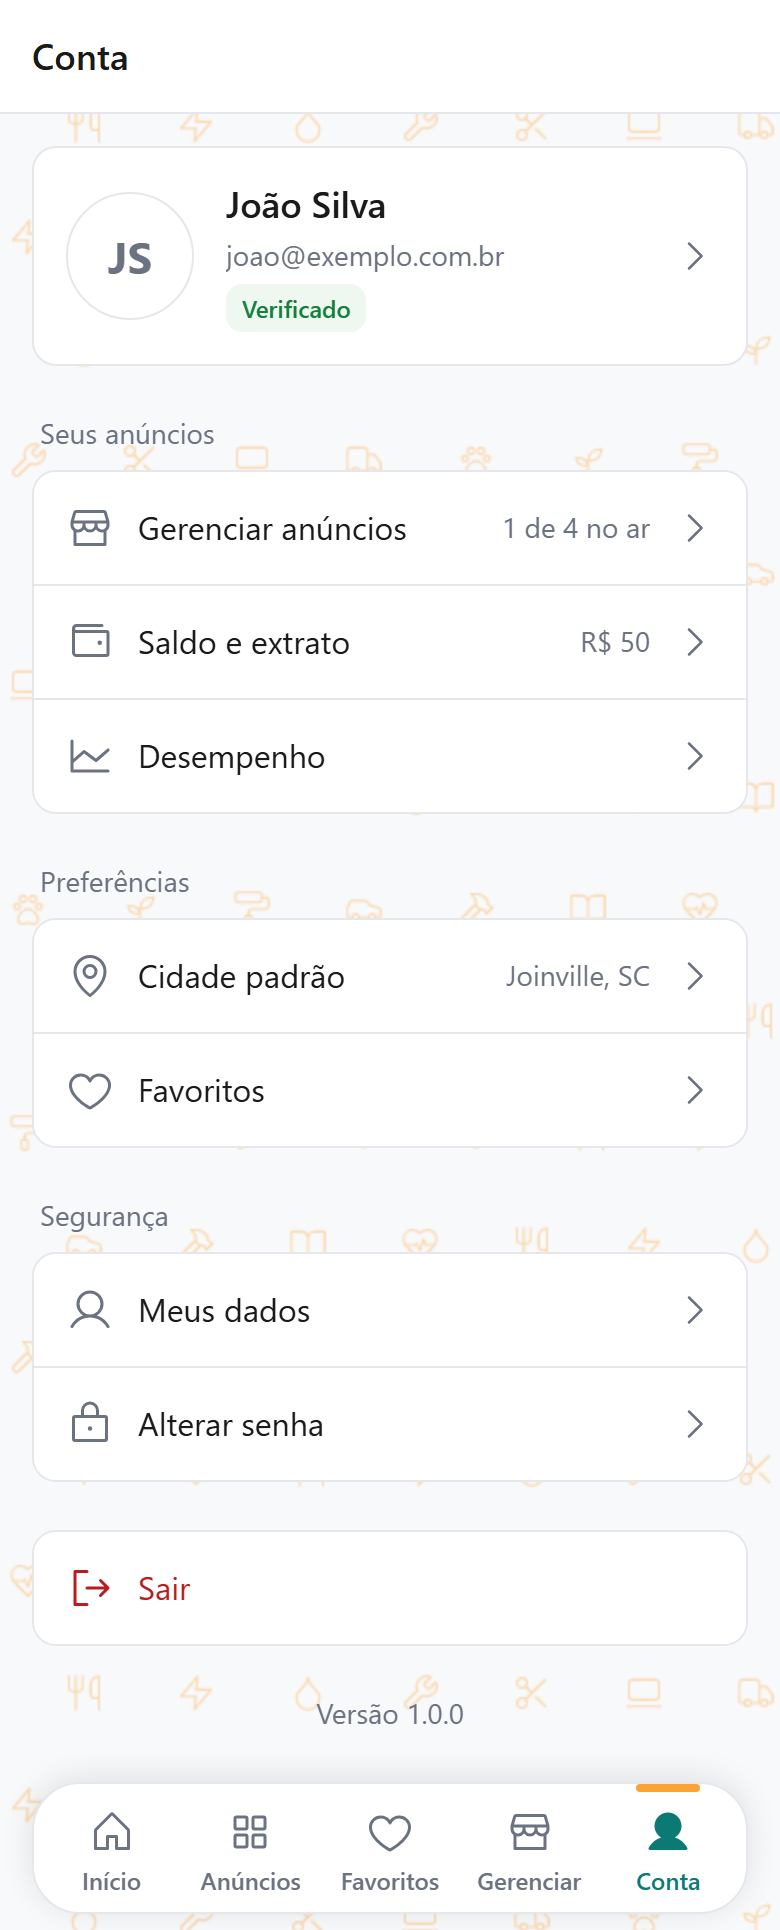 Conta
JS
João Silva
joao@exemplo.com.br
Verificado
Seus anúncios
Gerenciar anúncios 1 de 4 no ar
Saldo e extrato R$ 50
Desempenho
Preferências
Cidade padrão Joinville, SC
Favoritos
Segurança
Meus dados
Alterar senha
Sair
Versão 1.0.0
Início Anúncios Favoritos Gerenciar Conta